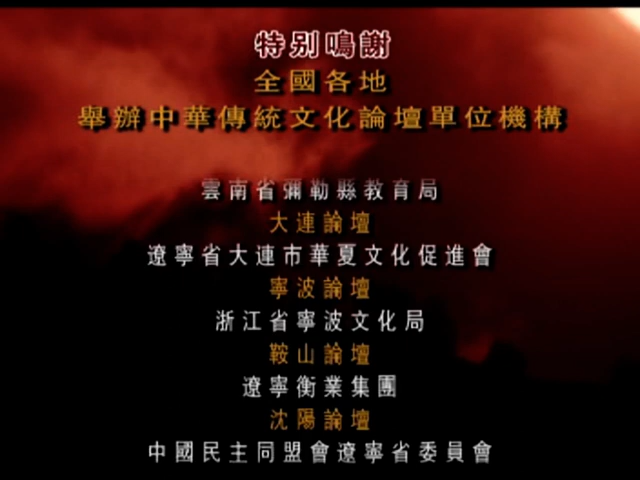 特别鳴謝
全國各地
舉辦中華傳統文化論壇單位機構
雲南省彌勒縣教育局
大連論壇
遼寧省大連市華夏文化促進會
寧波論壇
浙江省寧波文化局
鞍山論壇
遼寧衡業集團
沈陽論壇
中國民主同盟會遼寧省委員會